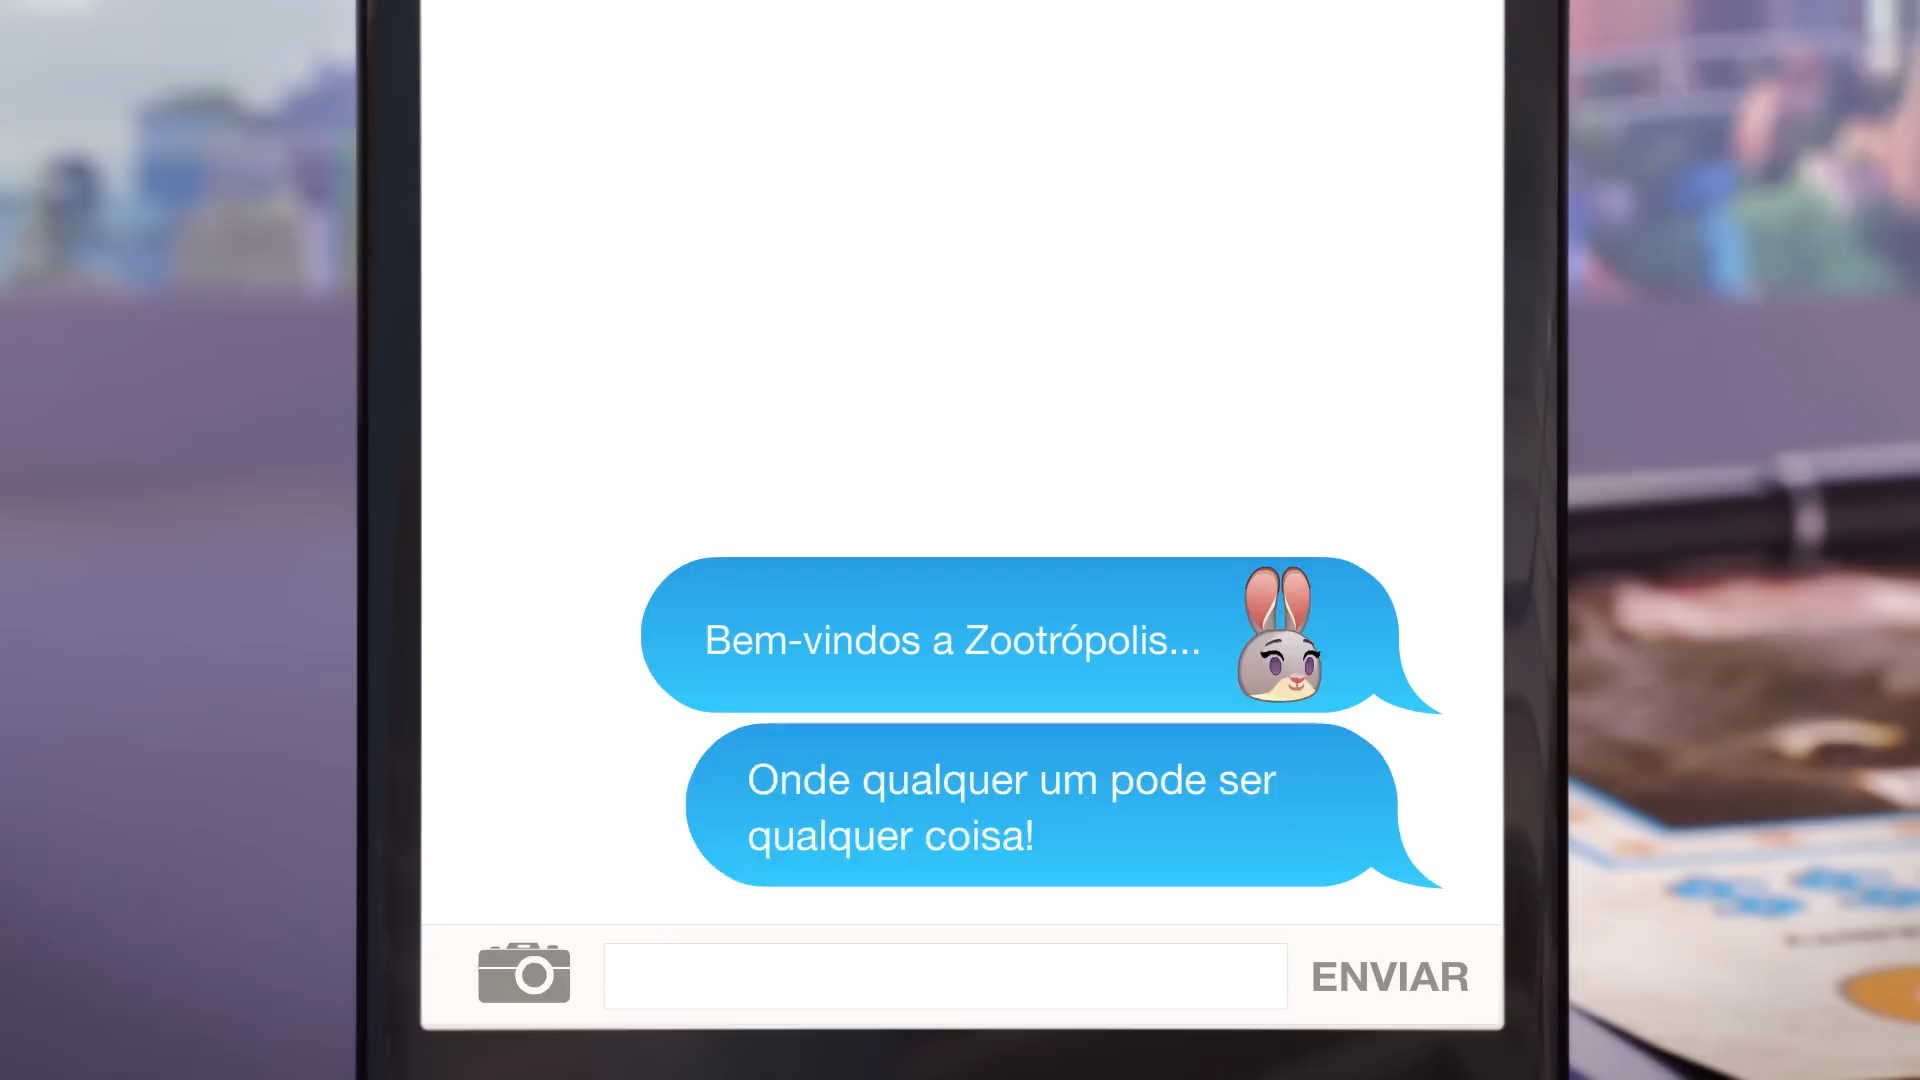 Bem-vindos a Zootrópolis...
Onde qualquer um pode ser
qualquer coisa!
ENVIAR